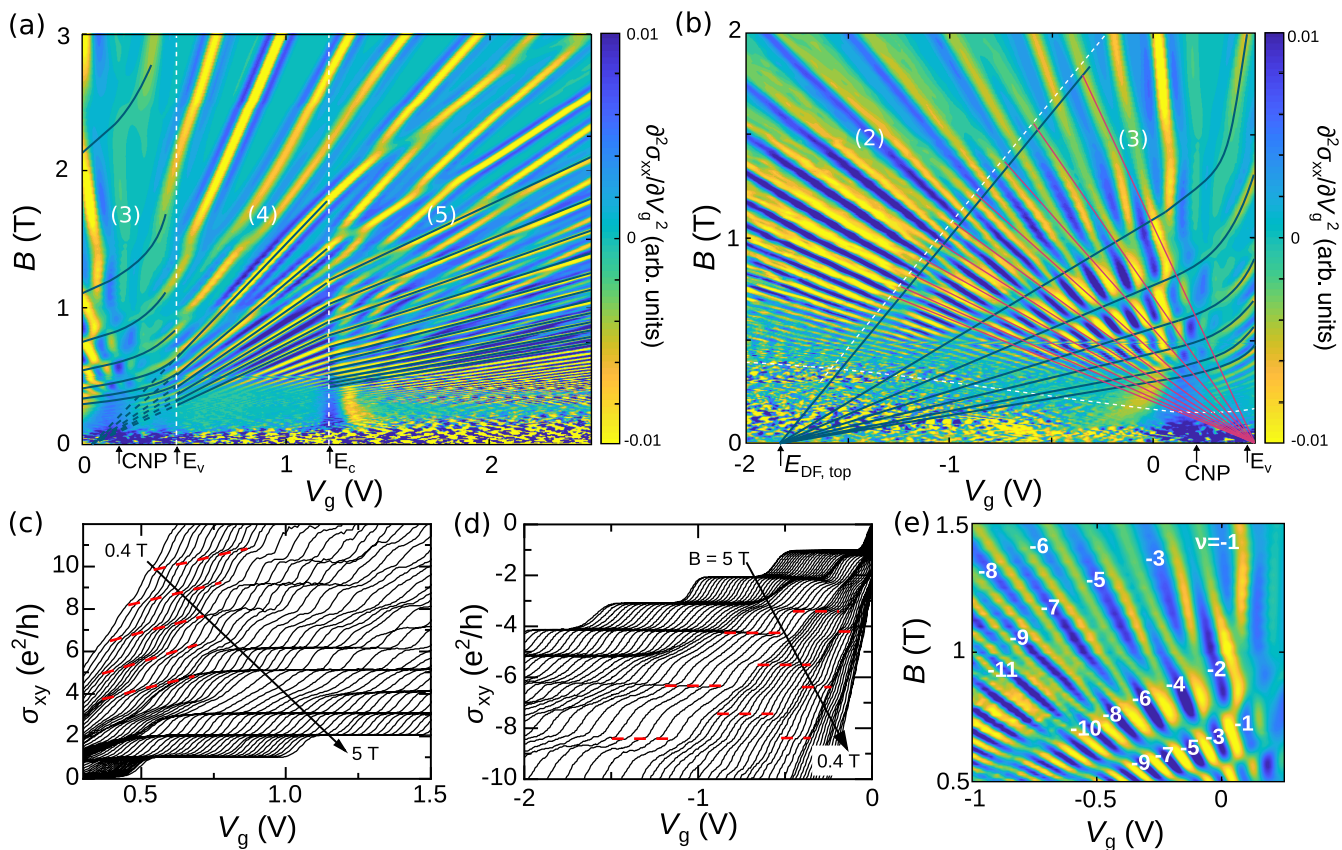 (a)
3
2
1
0
B (T)
(3)
(4)
(5)
0
1
2
CNP
Ev
Ec
Vg (V)
0.01
0
-0.01
∂²σxx/∂Vg² (arb. units)
(b)
2
1
0
B (T)
(2)
(3)
-2
-1
0
EDF, top
CNP
Ev
Vg (V)
0.01
0
-0.01
∂²σxx/∂Vg² (arb. units)
(c)
10
8
6
4
2
0
σxy (e²/h)
0.4 T
5 T
0.5
1.0
1.5
Vg (V)
(d)
0
-2
-4
-6
-8
-10
σxy (e²/h)
B = 5 T
0.4 T
-2
-1
0
Vg (V)
(e)
1.5
1.0
0.5
B (T)
ν=-1
-3
-6
-5
-8
-7
-9
-11
-2
-4
-6
-8
-10
-1
-3
-5
-7
-9
-1
-0.5
0
Vg (V)